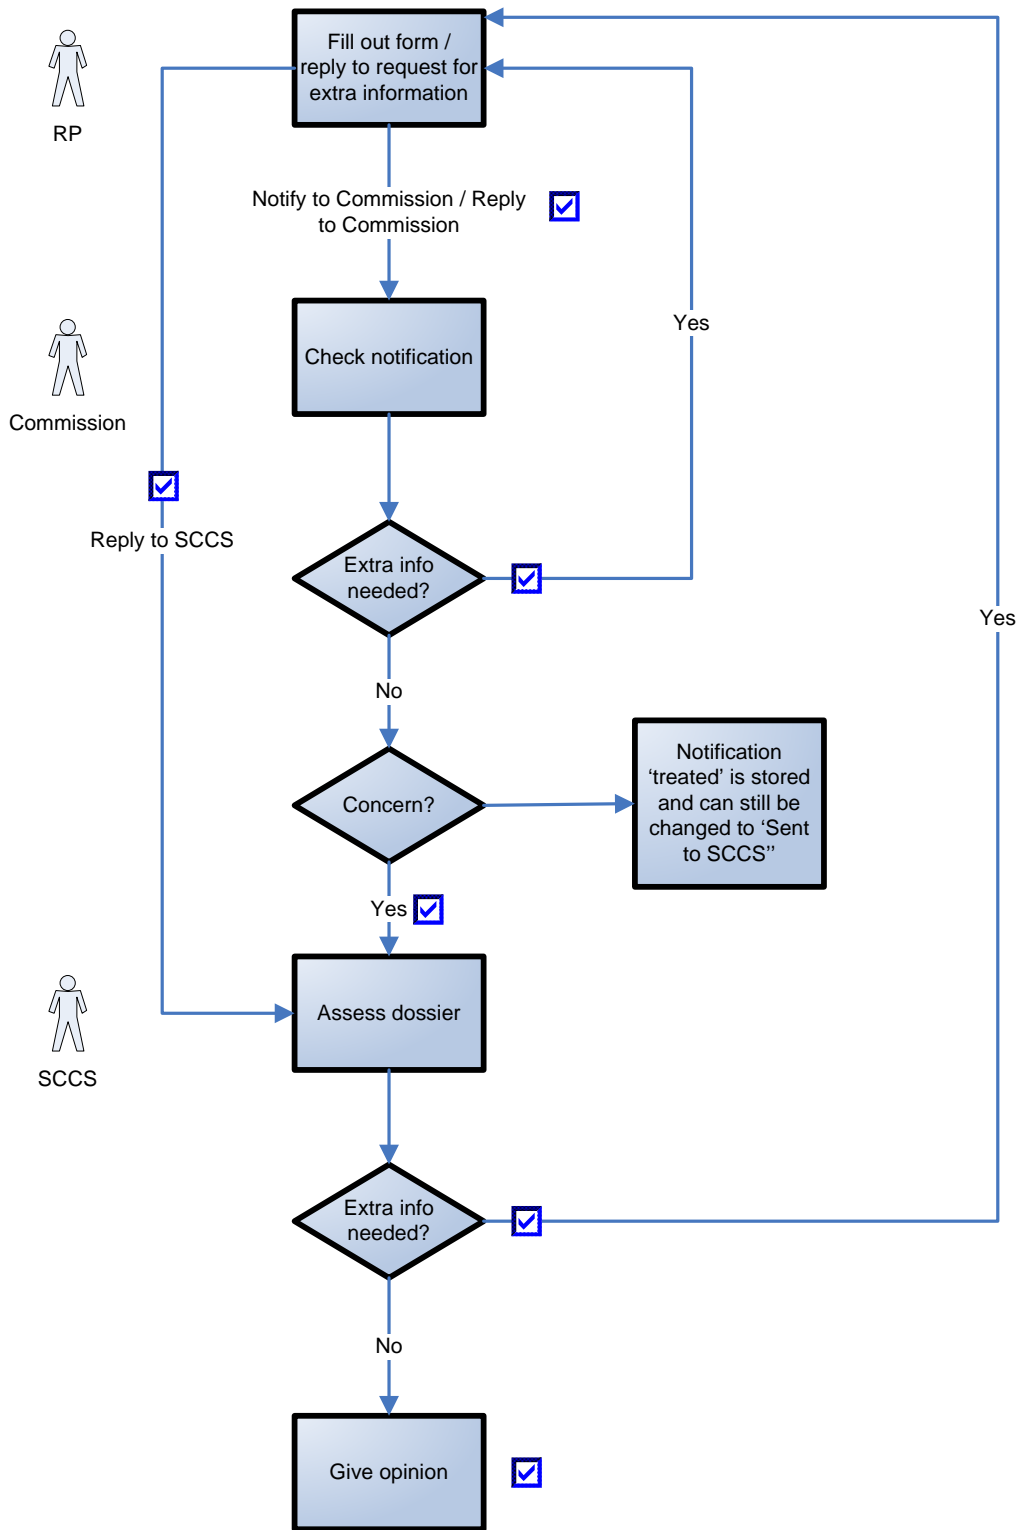 Fill out form /
reply to request for
extra information
RP
Notify to Commission / Reply
to Commission
Yes
Check notification
Commission
Reply to SCCS
Extra info
needed?
Yes
No
Notification
‘treated’ is stored
and can still be
changed to ‘Sent
to SCCS’’
Concern?
Yes
Assess dossier
SCCS
Extra info
needed?
No
Give opinion